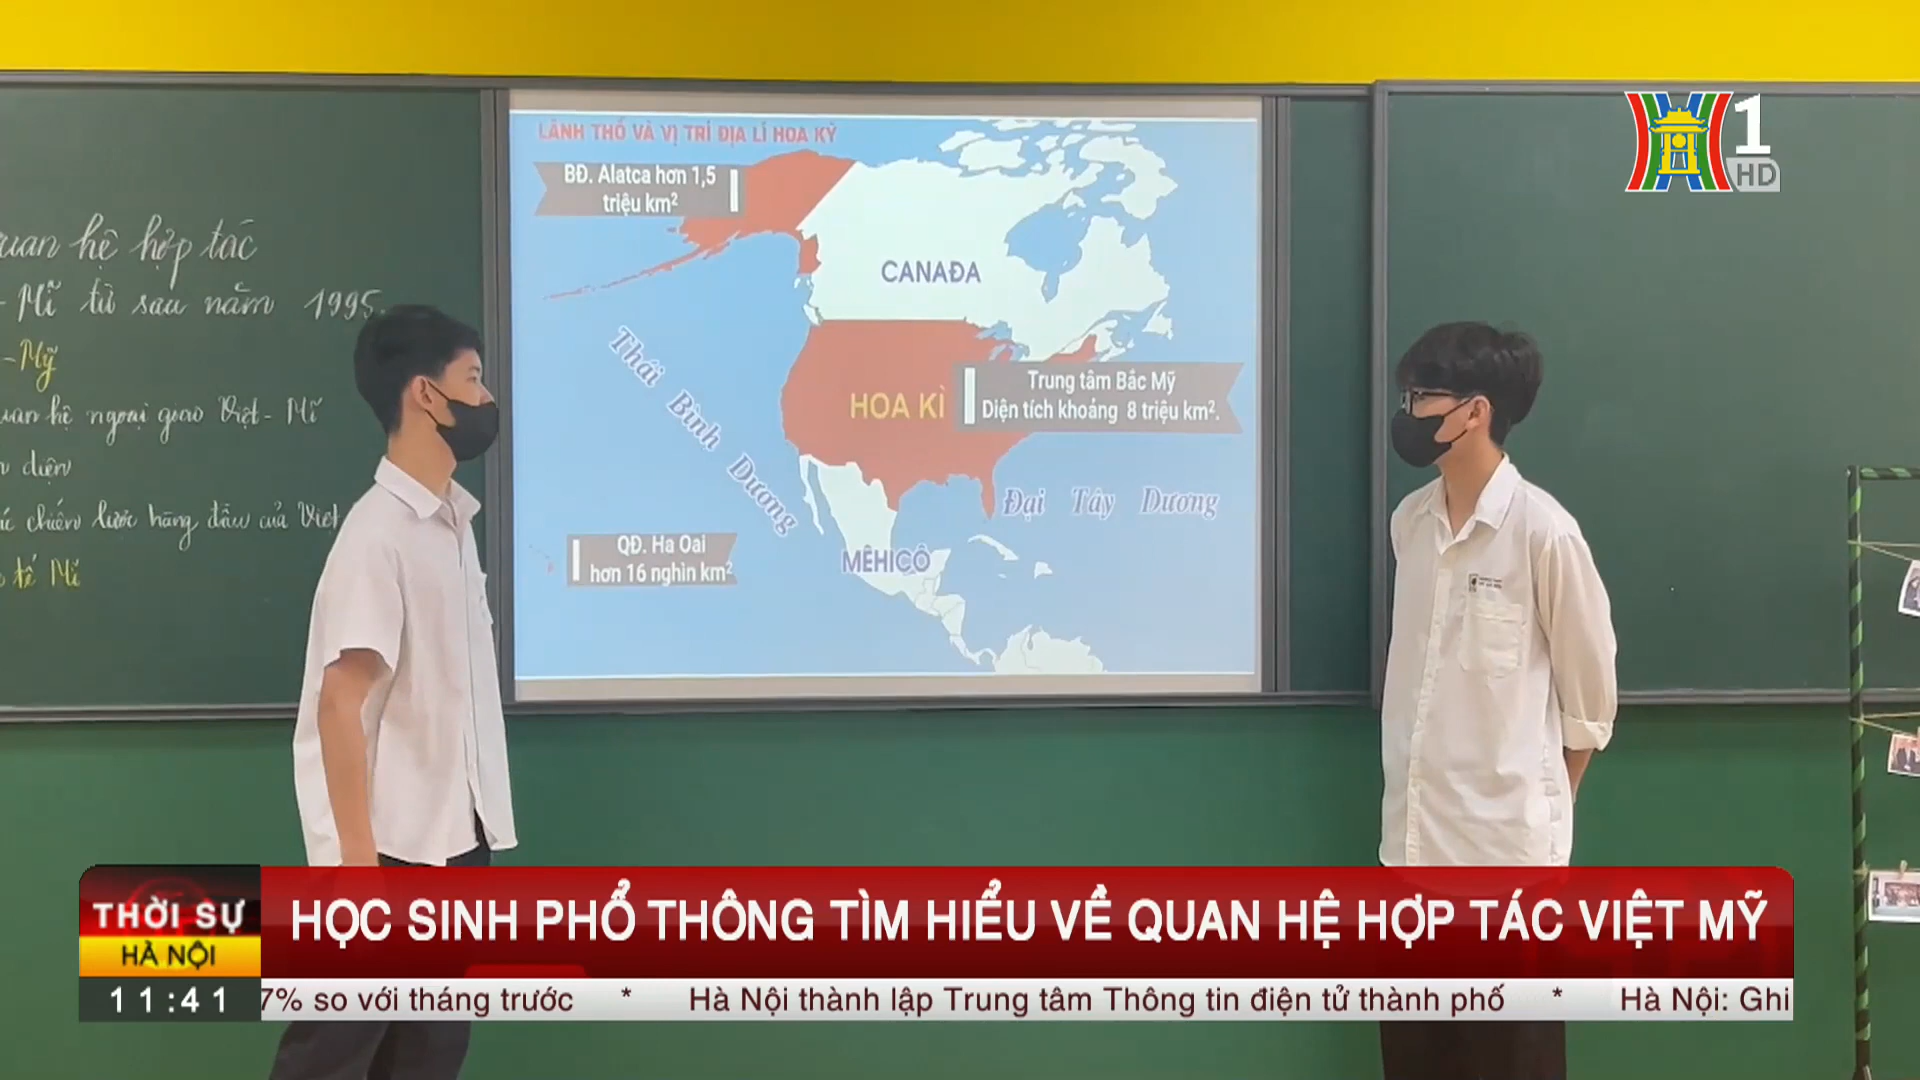 LÃNH THỔ VÀ VỊ TRÍ ĐỊA LÍ HOA KỲ
BĐ. Alatca hơn 1,5
triệu km²
CANAĐA
Thái Bình Dương
HOA KÌ
Trung tâm Bắc Mỹ
Diện tích khoảng 8 triệu km².
Đại Tây Dương
QĐ. Ha Oai
hơn 16 nghìn km²
MÊHICÔ
hệ hợp tác
Mĩ từ sau năm 1995.
-Mỹ
hệ ngoại giao Việt - Mĩ
diện
chiến lược hàng đầu của Việt
tế Mĩ
1
HD
THỜI SỰ
HÀ NỘI
11:41
HỌC SINH PHỔ THÔNG TÌM HIỂU VỀ QUAN HỆ HỢP TÁC VIỆT MỸ
7% so với tháng trước * Hà Nội thành lập Trung tâm Thông tin điện tử thành phố * Hà Nội: Ghi